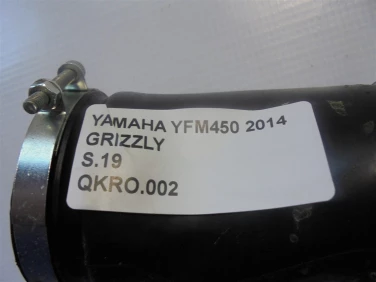 YAMAHA YFM450 2014
GRIZZLY
S.19
QKRO.002